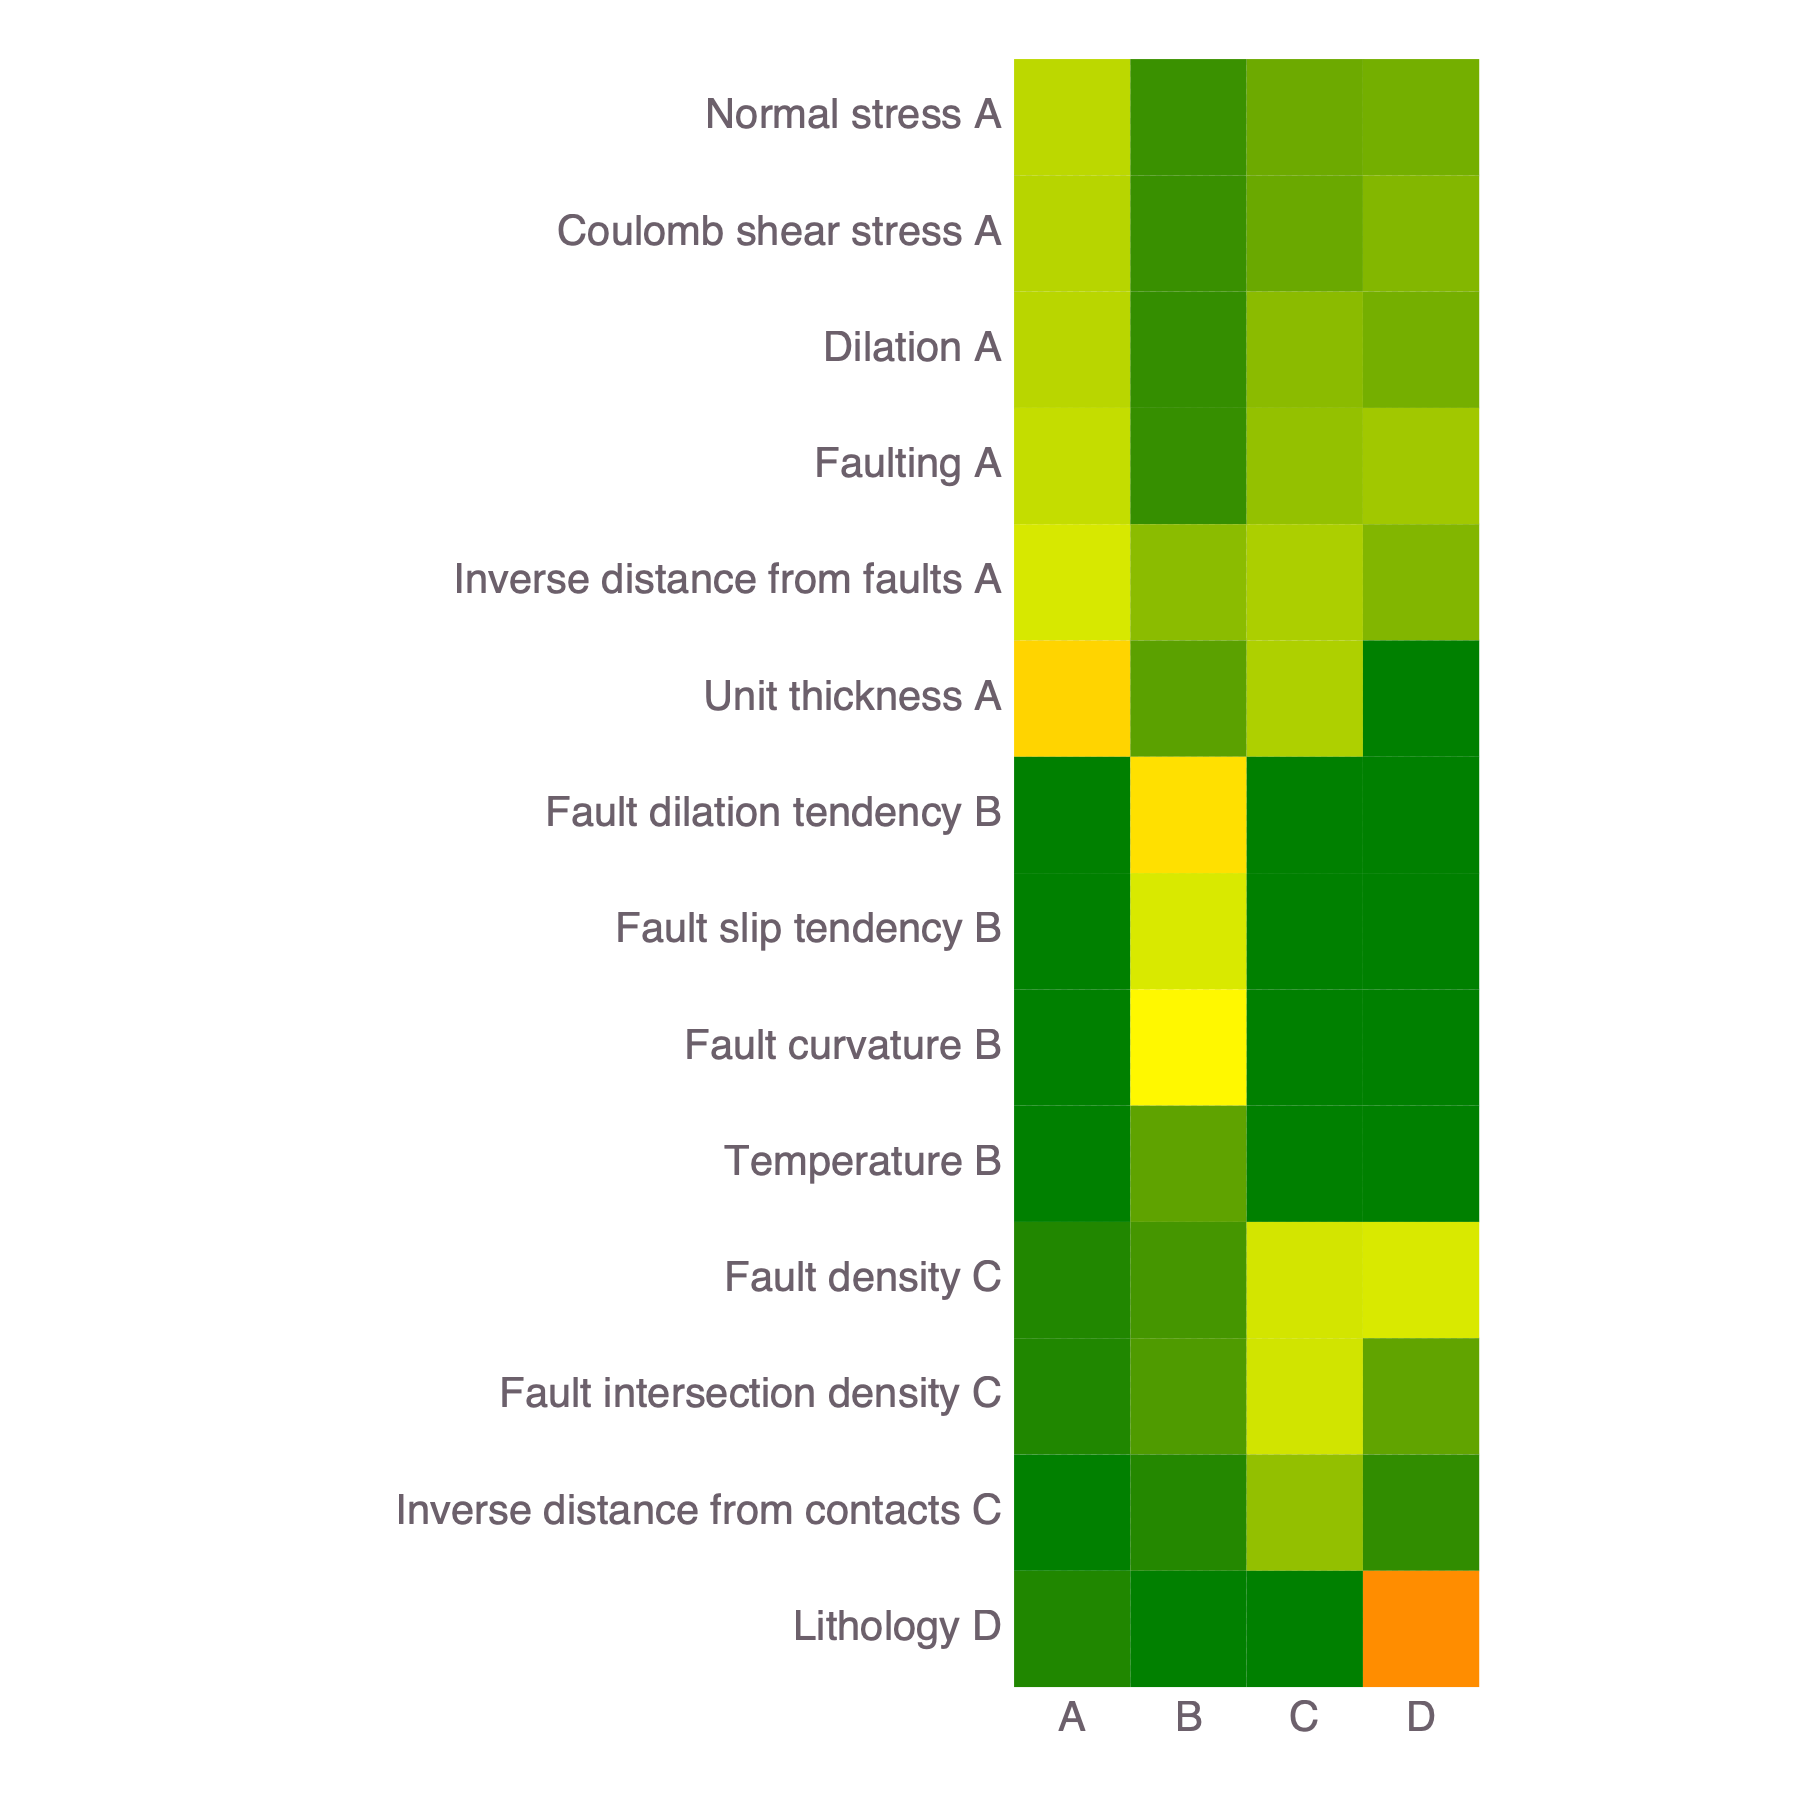 Normal stress A
Coulomb shear stress A
Dilation A
Faulting A
Inverse distance from faults A
Unit thickness A
Fault dilation tendency B
Fault slip tendency B
Fault curvature B
Temperature B
Fault density C
Fault intersection density C
Inverse distance from contacts C
Lithology D
A B C D